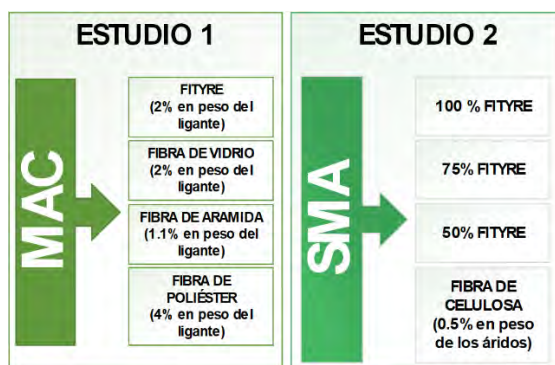 ESTUDIO 1
MAC
FITYRE
(2% en peso del
ligante)
FIBRA DE VIDRIO
(2% en peso del
ligante)
FIBRA DE ARAMIDA
(1.1% en peso del
ligante)
FIBRA DE
POLIÉSTER
(4% en peso del
ligante)
ESTUDIO 2
SMA
100 % FITYRE
75% FITYRE
50% FITYRE
FIBRA DE
CELULOSA
(0.5% en peso
de los áridos)